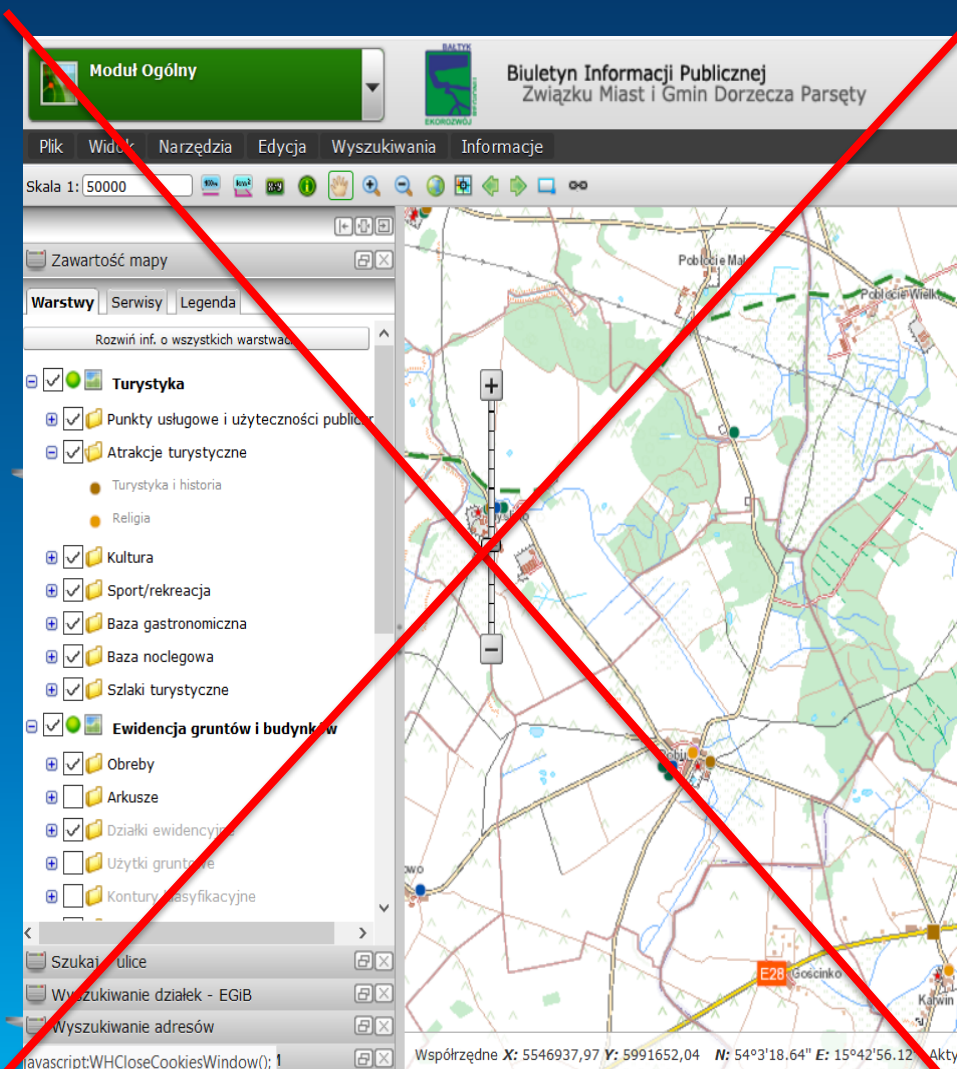 BAŁTYK
Moduł Ogólny
Biuletyn Informacji Publicznej
Związku Miast i Gmin Dorzecza Parsęty
EKOROZWÓJ
Plik Widok Narzędzia Edycja Wyszukiwania Informacje
Skala 1: 50000
Zawartość mapy
Warstwy Serwisy Legenda
Rozwiń inf. o wszystkich warstwach
Turystyka
Punkty usługowe i użyteczności
Atrakcje turystyczne
Turystyka i historia
Religia
Kultura
Sport/rekreacja
Baza gastronomiczna
Baza noclegowa
Szlaki turystyczne
Ewidencja gruntów i budynków
Obreby
Arkusze
Działki ewidencyjne
Użytki gruntowe
Kontury klasyfikacyjne
Szukaj ulice
Wyszukiwanie działek - EGiB
Wyszukiwanie adresów
javascript:WHCloseCookiesWindow();
Pobłocie Małe
Pobłocie Wielkie
owo
E28
Gościnko
Karwin
Współrzędne X: 5546937,97 Y: 5991652,04 N: 54°3'18.64" E: 15°42'56.12" Akty